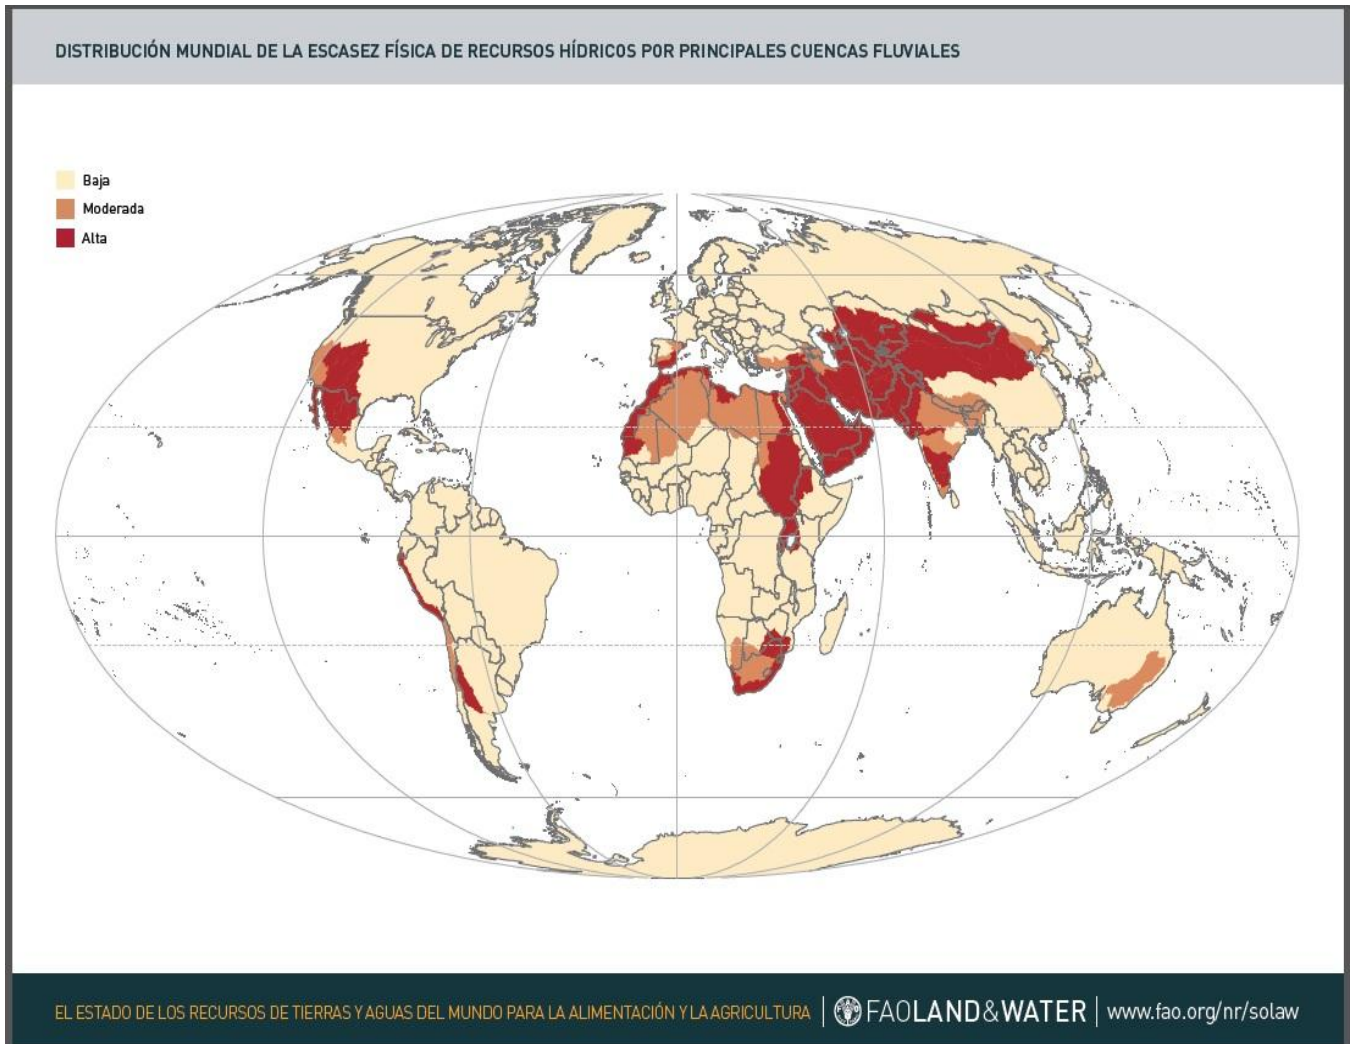 DISTRIBUCIÓN MUNDIAL DE LA ESCASEZ FÍSICA DE RECURSOS HÍDRICOS POR PRINCIPALES CUENCAS FLUVIALES
Baja
Moderada
Alta
EL ESTADO DE LOS RECURSOS DE TIERRAS Y AGUAS DEL MUNDO PARA LA ALIMENTACIÓN Y LA AGRICULTURA | FAOLAND&WATER | www.fao.org/nr/solaw